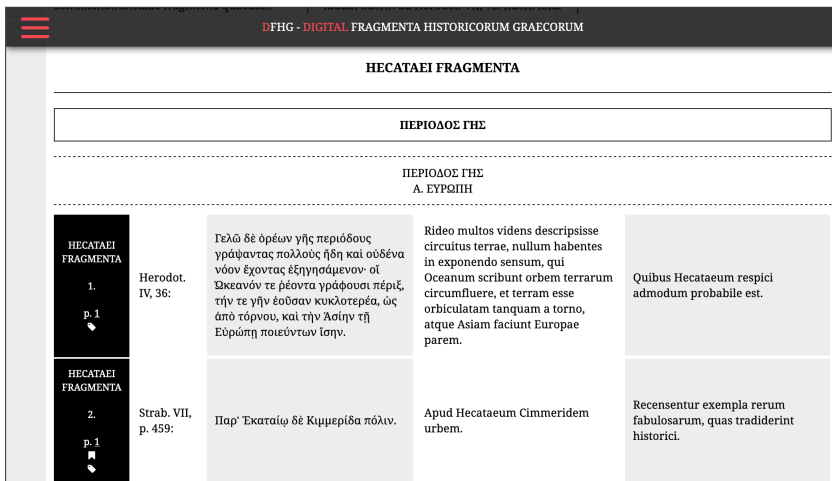 DFHG - DIGITAL FRAGMENTA HISTORICORUM GRAECORUM
HECATAEI FRAGMENTA
ΠΕΡΙΟΔΟΣ ΓΗΣ
ΠΕΡΙΟΔΟΣ ΓΗΣ
Α. ΕΥΡΩΠΗ
HECATAEI
FRAGMENTA
1.
p. 1
Herodot.
IV, 36:
Γελῶ δὲ ὁρέων γῆς περιόδους
γράψαντας πολλοὺς ἤδη καὶ οὐδένα
νόον ἔχοντας ἐξηγησάμενον· οἳ
Ὠκεανόν τε ῥέοντα γράφουσι πέριξ,
τήν τε γῆν ἐοῦσαν κυκλοτερέα, ὡς
ἀπὸ τόρνου, καὶ τὴν Ἀσίην τῇ
Εὐρώπῃ ποιεύντων ἴσην.
Rideo multos videns descripsisse
circuitus terrae, nullum habentes
in exponendo sensum, qui
Oceanum scribunt orbem terrarum
circumfluere, et terram esse
orbiculatam tanquam a torno,
atque Asiam faciunt Europae
parem.
Quibus Hecataeum respici
admodum probabile est.
HECATAEI
FRAGMENTA
2.
p. 1
Strab. VII,
p. 459:
Παρ' Ἑκαταίῳ δὲ Κιμμερίδα πόλιν.
Apud Hecataeum Cimmeridem
urbem.
Recensentur exempla rerum
fabulosarum, quas tradiderint
historici.